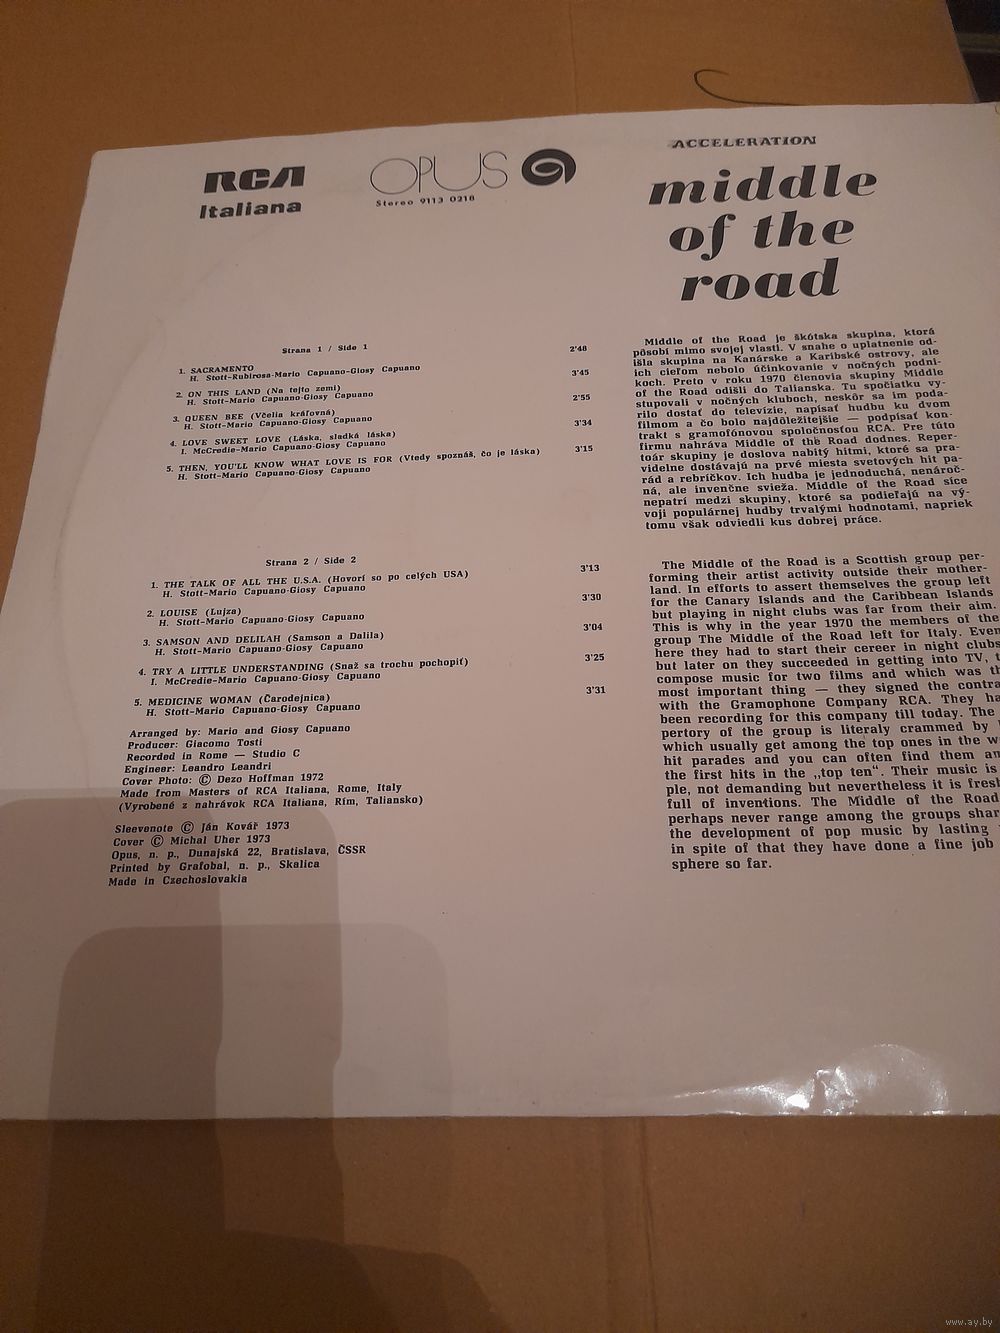 RCA
Italiana
OPUS
Stereo 9113 0218
ACCELERATION
middle
of the
road
Strana 1 / Side 1
1. SACRAMENTO 2'48
H. Stott-Rubirosa-Mario Capuano-Giosy Capuano
2. ON THIS LAND (Na tejto zemi) 3'45
H. Stott-Mario Capuano-Giosy Capuano
3. QUEEN BEE (Včelia kráľovná) 2'55
H. Stott-Mario Capuano-Giosy Capuano
4. LOVE SWEET LOVE (Láska, sladká láska) 3'34
I. McCredie-Mario Capuano-Giosy Capuano
5. THEN, YOU'LL KNOW WHAT LOVE IS FOR (Vtedy spoznáš, čo je láska) 3'15
H. Stott-Mario Capuano-Giosy Capuano
Strana 2 / Side 2
1. THE TALK OF ALL THE U.S.A. (Hovorí so po celých USA) 3'13
H. Stott-Mario Capuano-Giosy Capuano
2. LOUISE (Lujza) 3'30
H. Stott-Mario Capuano-Giosy Capuano
3. SAMSON AND DELILAH (Samson a Dalila) 3'04
H. Stott-Mario Capuano-Giosy Capuano
4. TRY A LITTLE UNDERSTANDING (Snaž sa trochu pochopiť) 3'25
I. McCredie-Mario Capuano-Giosy Capuano
5. MEDICINE WOMAN (Čarodejnica) 3'31
H. Stott-Mario Capuano-Giosy Capuano
Arranged by: Mario and Giosy Capuano
Producer: Giacomo Tosti
Recorded in Rome — Studio C
Engineer: Leandro Leandri
Cover Photo: Ⓒ Dezo Hoffman 1972
Made from Masters of RCA Italiana, Rome, Italy
(Vyrobené z nahrávok RCA Italiana, Rím, Taliansko)
Sleevenote Ⓒ Ján Kovář 1973
Cover Ⓒ Michal Uher 1973
Opus, n. p., Dunajská 22, Bratislava, ČSSR
Printed by Grafobal, n. p., Skalica
Made in Czechoslovakia
Middle of the Road je škótska skupina, ktorá
pôsobí mimo svojej vlasti. V snahe o uplatnenie od-
išla skupina na Kanárske a Karibské ostrovy, ale
ich cieľom nebolo účinkovanie v nočných podni-
koch. Preto v roku 1970 členovia skupiny Middle
of the Road odišli do Talianska. Tu spočiatku vy-
stupovali v nočných kluboch, neskôr sa im poda-
rilo dostať do televízie, napísať hudbu ku dvom
filmom a čo bolo najdôležitejšie — podpísať kon-
trakt s gramofónovou spoločnosťou RCA. Pre túto
firmu nahráva Middle of the Road dodnes. Reper-
toár skupiny je doslova nabitý hitmi, ktoré sa pra-
videlne dostávajú na prvé miesta svetových hit pa-
rád a rebríčkov. Ich hudba je jednoduchá, nenároč-
ná, ale invenčne svieža. Middle of the Road síce
nepatrí medzi skupiny, ktoré sa podieľajú na vý-
voji populárnej hudby trvalými hodnotami, napriek
tomu však odviedli kus dobrej práce.
The Middle of the Road is a Scottish group per-
forming their artist activity outside their mother-
land. In efforts to assert themselves the group left
for the Canary Islands and the Caribbean Islands
but playing in night clubs was far from their aim.
This is why in the year 1970 the members of the
group The Middle of the Road left for Italy. Even
here they had to start their cereer in night clubs
but later on they succeeded in getting into TV,
compose music for two films and which was
most important thing — they signed the
with the Gramophone Company RCA. They
been recording for this company till today. The
pertory of the group is literaly crammed by
which usually get among the top ones in the
hit parades and you can often find them
the first hits in the „top ten“. Their music is
ple, not demanding but nevertheless it is
full of inventions. The Middle of the Road
perhaps never range among the groups
the development of pop music by lasting
in spite of that they have done a fine job
sphere so far.
www.ay.by